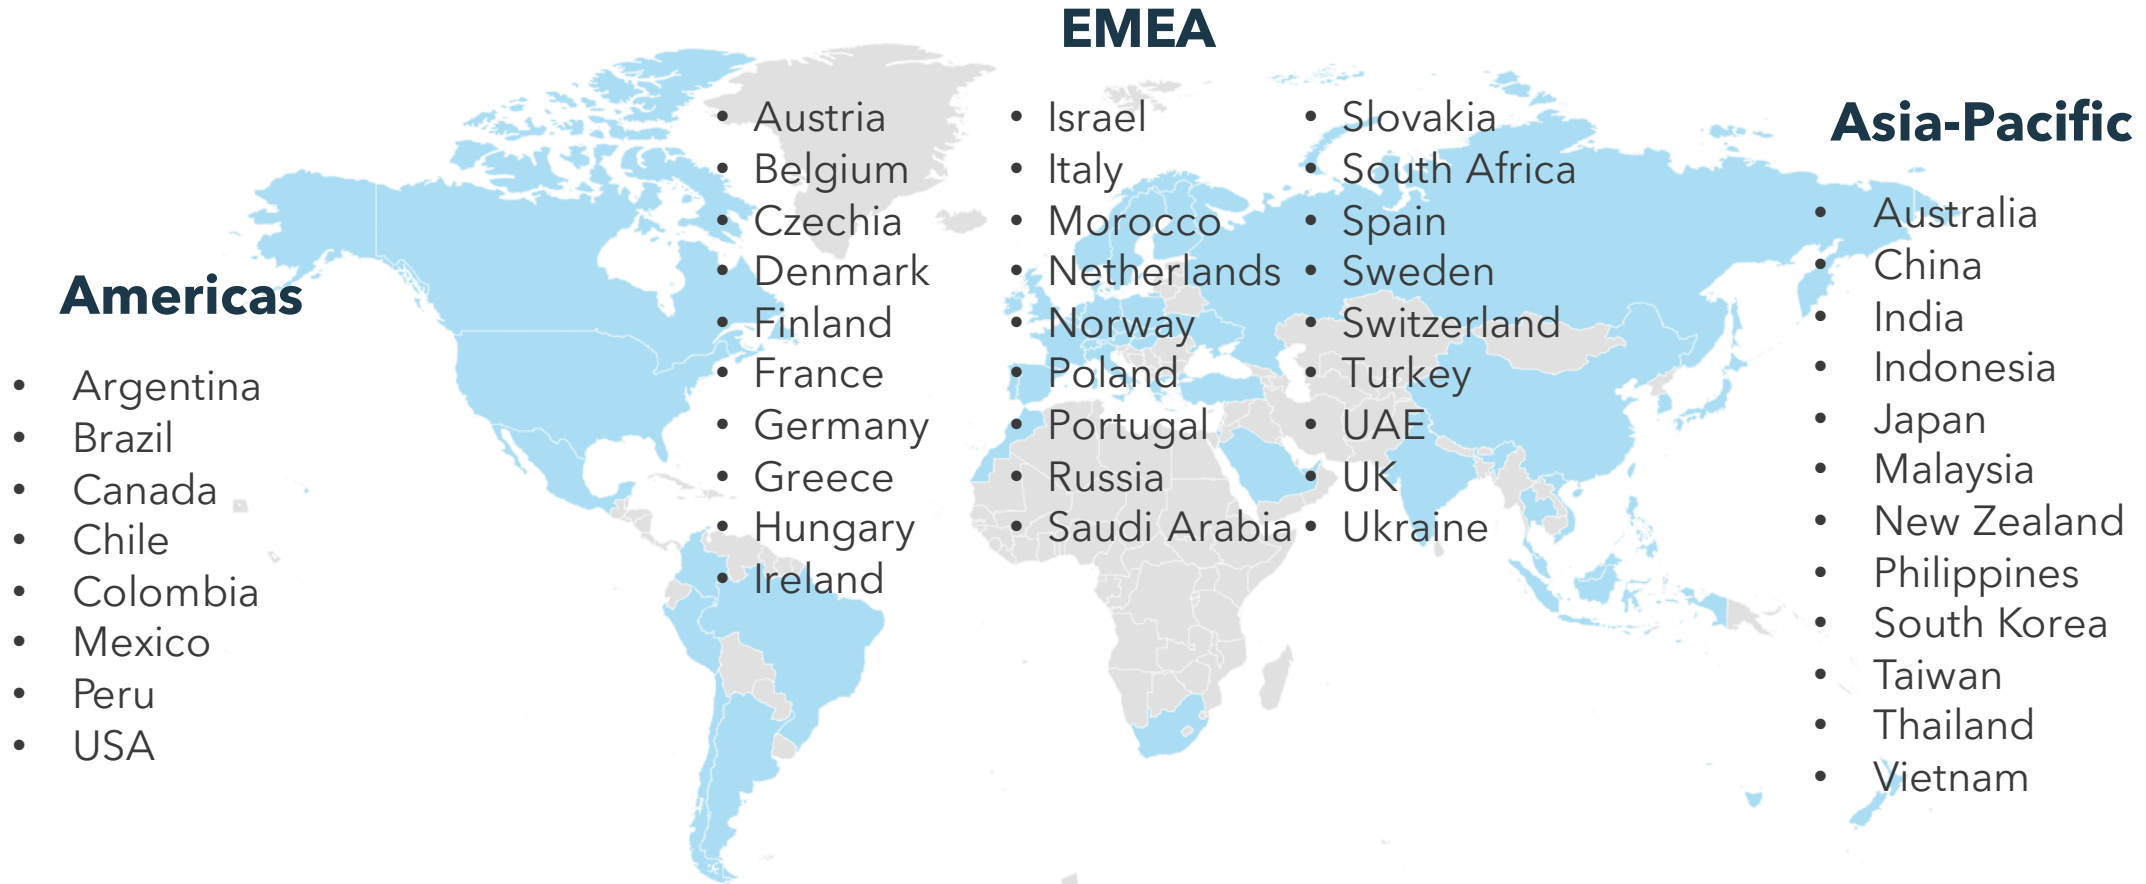 EMEA
Americas
• Argentina
• Brazil
• Canada
• Chile
• Colombia
• Mexico
• Peru
• USA
• Austria
• Belgium
• Czechia
• Denmark
• Finland
• France
• Germany
• Greece
• Hungary
• Ireland
• Israel
• Italy
• Morocco
• Netherlands
• Norway
• Poland
• Portugal
• Russia
• Saudi Arabia
• Slovakia
• South Africa
• Spain
• Sweden
• Switzerland
• Turkey
• UAE
• UK
• Ukraine
Asia-Pacific
• Australia
• China
• India
• Indonesia
• Japan
• Malaysia
• New Zealand
• Philippines
• South Korea
• Taiwan
• Thailand
• Vietnam